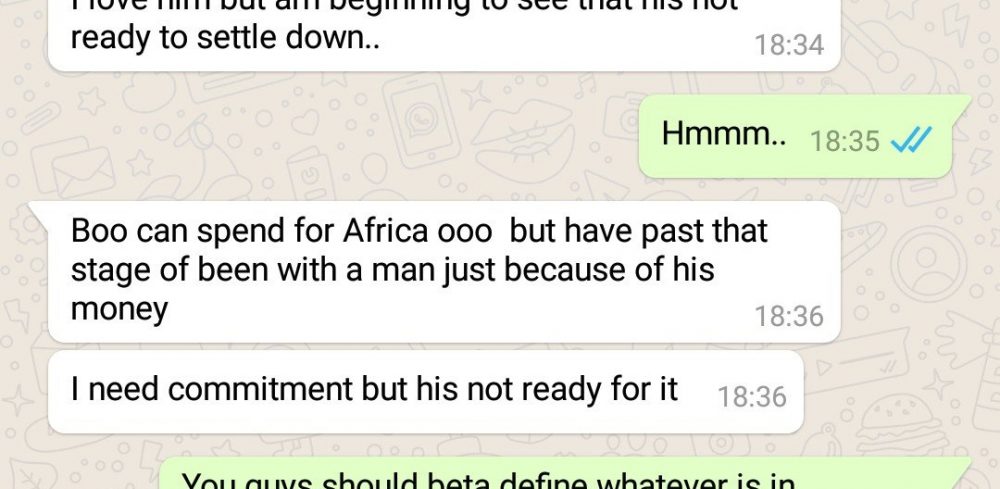 I love him but am beginning to see that his not
ready to settle down..
18:34
Hmmm..
18:35
Boo can spend for Africa ooo  but have past that
stage of been with a man just because of his
money
18:36
I need commitment but his not ready for it
18:36
You guys should beta define whatever is in